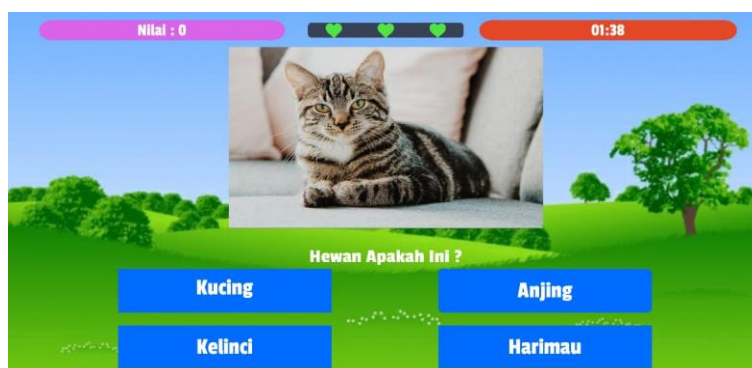 Nilai : 0
01:38
Hewan Apakah Ini ?
Kucing
Anjing
Kelinci
Harimau